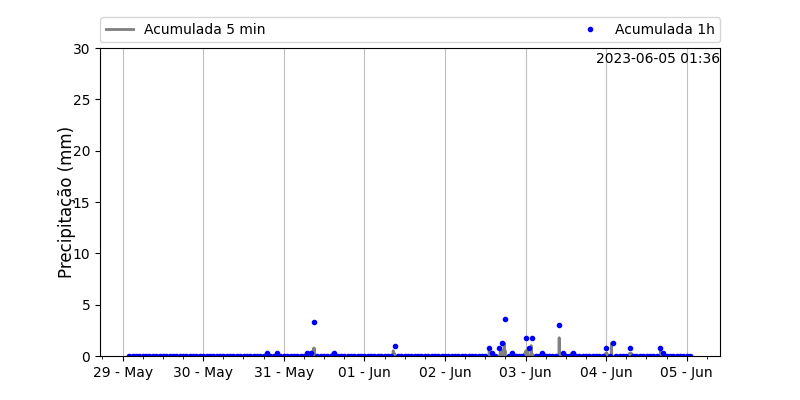 Acumulada 5 min
Acumulada 1h
2023-06-05 01:36
Precipitação (mm)
30
25
20
15
10
5
0
29 - May
30 - May
31 - May
01 - Jun
02 - Jun
03 - Jun
04 - Jun
05 - Jun